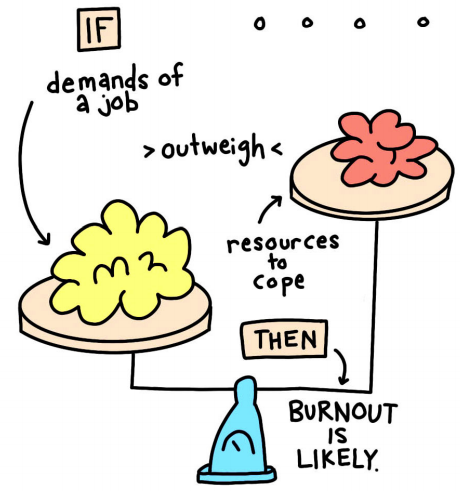 IF
demands of
a job
> outweigh <
resources
to
cope
THEN
BURNOUT
IS
LIKELY.